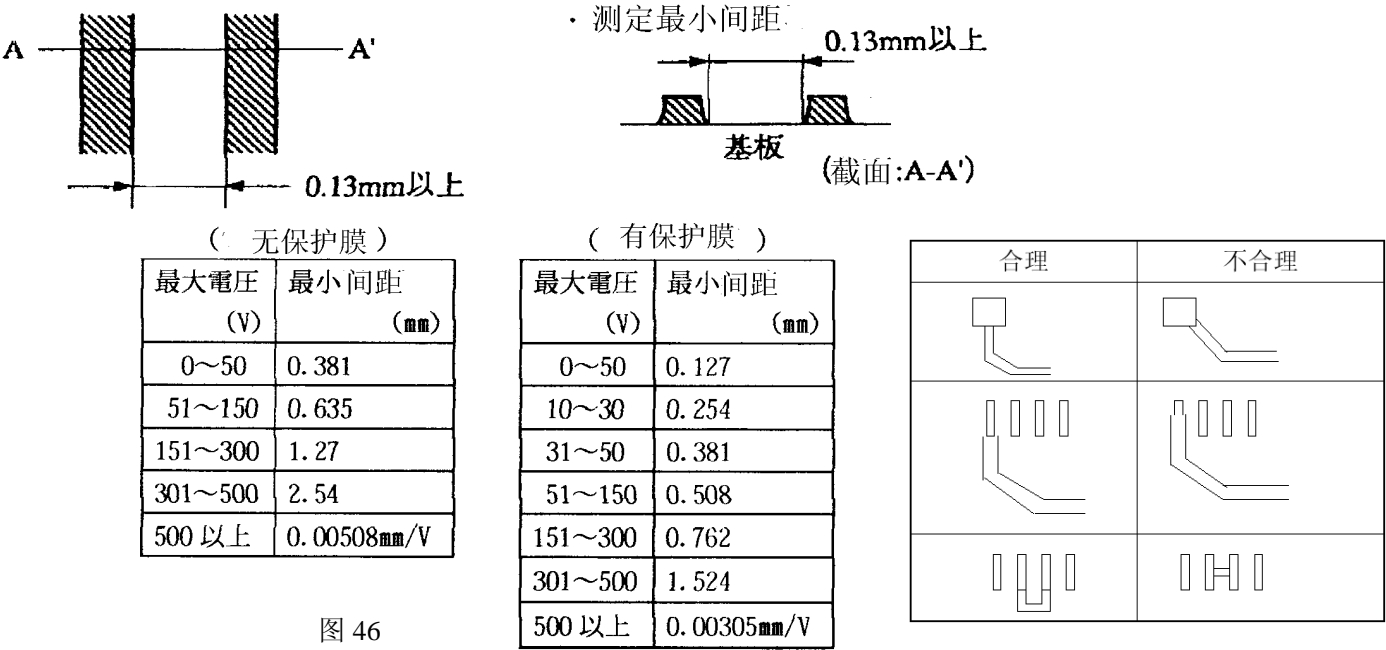 A
A'
0.13mm以上
· 测定最小间距
0.13mm以上
基板
(截面:A-A')
( 无保护膜 )
最大電圧 最小间距
(V) (mm)
0～50 0.381
51～150 0.635
151～300 1.27
301～500 2.54
500 以上 0.00508mm/V
图 46
( 有保护膜 )
最大電圧 最小间距
(V) (mm)
0～50 0.127
10～30 0.254
31～50 0.381
51～150 0.508
151～300 0.762
301～500 1.524
500 以上 0.00305mm/V
合理 不合理